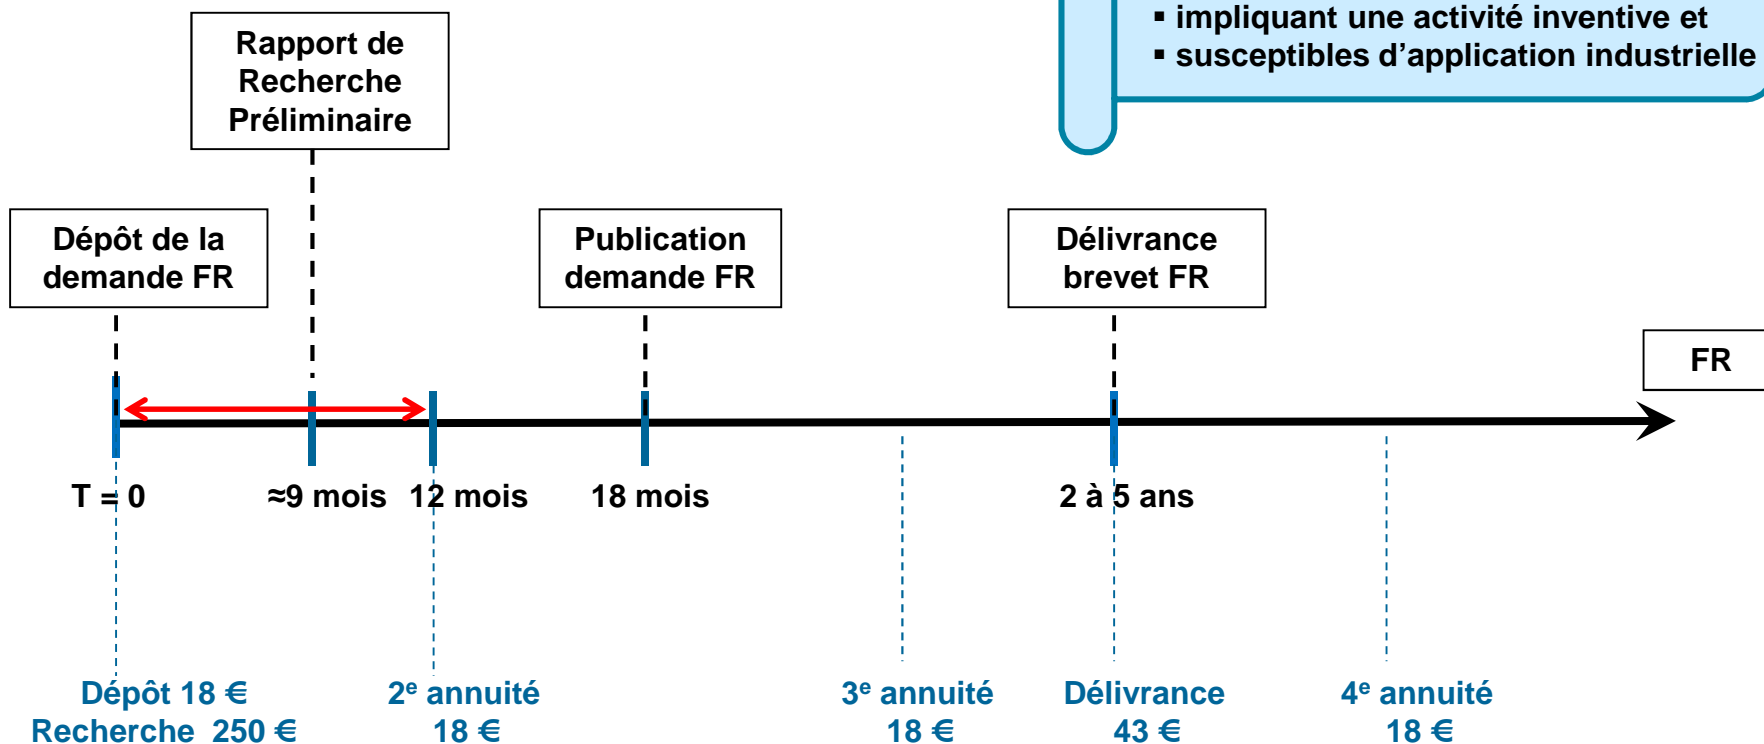 ▪ impliquant une activité inventive et
▪ susceptibles d’application industrielle
Rapport de
Recherche
Préliminaire
Dépôt de la
demande FR
Publication
demande FR
Délivrance
brevet FR
FR
T = 0
≈9 mois
12 mois
18 mois
2 à 5 ans
Dépôt 18 €
Recherche 250 €
2e annuité
18 €
3e annuité
18 €
Délivrance
43 €
4e annuité
18 €